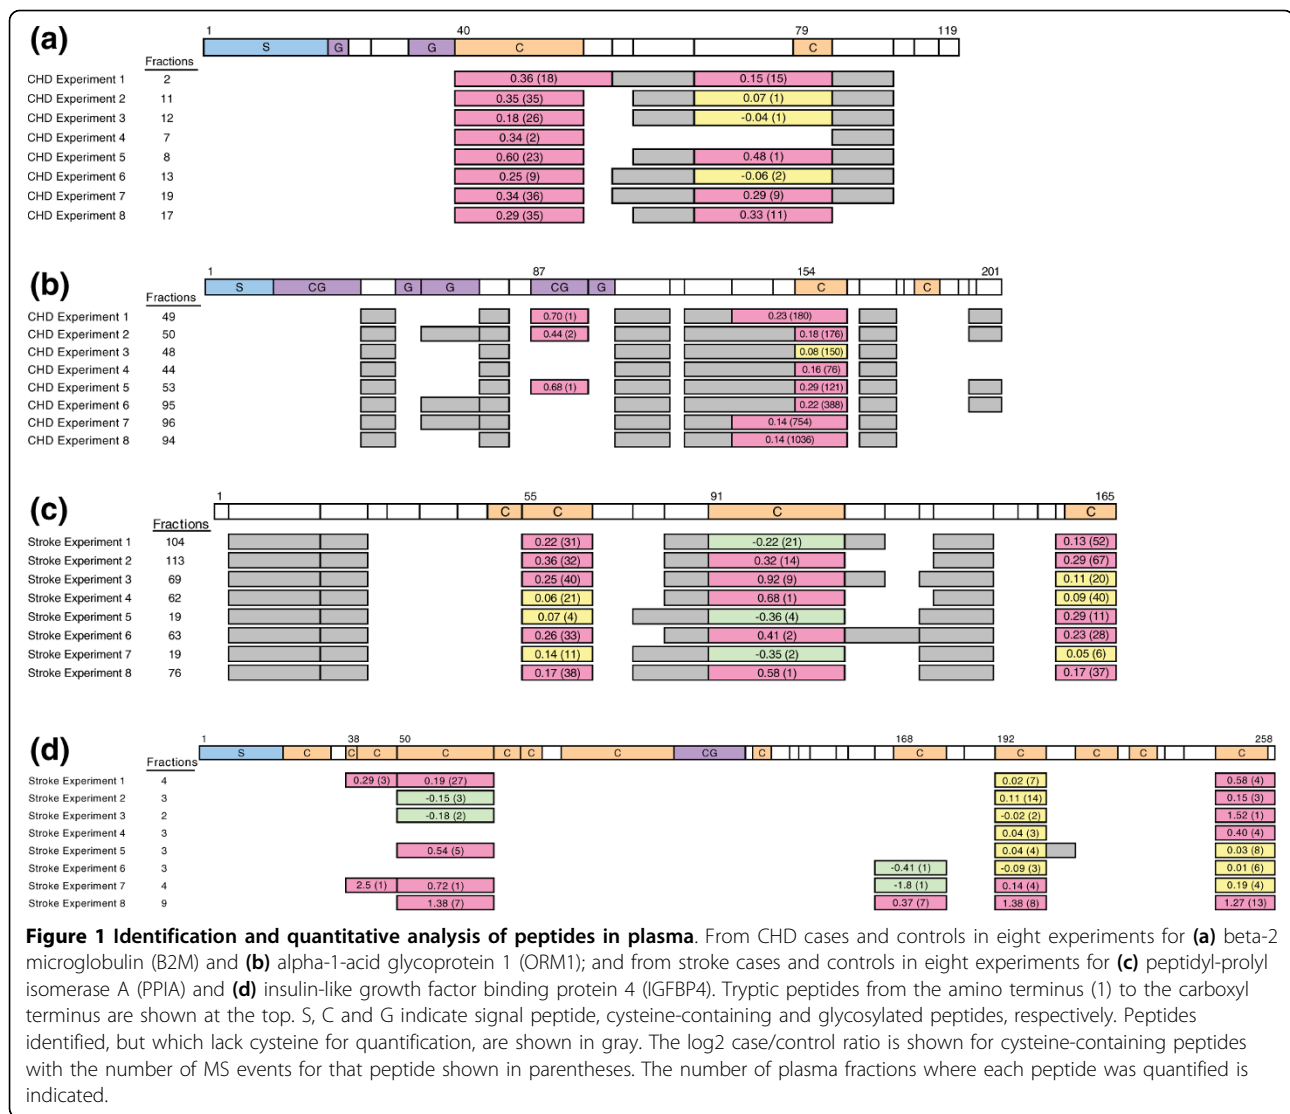 (a)
1 40 79 119
S G G C C
Fractions
CHD Experiment 1 2 0.36 (18) 0.15 (15)
CHD Experiment 2 11 0.35 (35) 0.07 (1)
CHD Experiment 3 12 0.18 (26) -0.04 (1)
CHD Experiment 4 7 0.34 (2)
CHD Experiment 5 8 0.60 (23) 0.48 (1)
CHD Experiment 6 13 0.25 (9) -0.06 (2)
CHD Experiment 7 19 0.34 (36) 0.29 (9)
CHD Experiment 8 17 0.29 (35) 0.33 (11)
(b)
1 87 154 201
S CG G G CG G C C
Fractions
CHD Experiment 1 49 0.70 (1) 0.23 (180)
CHD Experiment 2 50 0.44 (2) 0.18 (176)
CHD Experiment 3 48 0.08 (150)
CHD Experiment 4 44 0.16 (76)
CHD Experiment 5 53 0.68 (1) 0.29 (121)
CHD Experiment 6 95 0.22 (388)
CHD Experiment 7 96 0.14 (754)
CHD Experiment 8 94 0.14 (1036)
(c)
1 55 91 165
C C C C
Fractions
Stroke Experiment 1 104 0.22 (31) -0.22 (21) 0.13 (52)
Stroke Experiment 2 113 0.36 (32) 0.32 (14) 0.29 (67)
Stroke Experiment 3 69 0.25 (40) 0.92 (9) 0.11 (20)
Stroke Experiment 4 62 0.06 (21) 0.68 (1) 0.09 (40)
Stroke Experiment 5 19 0.07 (4) -0.36 (4) 0.29 (11)
Stroke Experiment 6 63 0.26 (33) 0.41 (2) 0.23 (28)
Stroke Experiment 7 19 0.14 (11) -0.35 (2) 0.05 (6)
Stroke Experiment 8 76 0.17 (38) 0.58 (1) 0.17 (37)
(d)
1 38 50 168 192 258
S C C C C C C C CG C C C C C C
Fractions
Stroke Experiment 1 4 0.29 (3) 0.19 (27) 0.02 (7) 0.58 (4)
Stroke Experiment 2 3 -0.15 (3) 0.11 (14) 0.15 (3)
Stroke Experiment 3 2 -0.18 (2) -0.02 (2) 1.52 (1)
Stroke Experiment 4 3 0.04 (3) 0.40 (4)
Stroke Experiment 5 3 0.54 (5) 0.04 (4) 0.03 (8)
Stroke Experiment 6 3 -0.41 (1) -0.09 (3) 0.01 (6)
Stroke Experiment 7 4 2.5 (1) 0.72 (1) -1.8 (1) 0.14 (4) 0.19 (4)
Stroke Experiment 8 9 1.38 (7) 0.37 (7) 1.38 (8) 1.27 (13)
Figure 1 Identification and quantitative analysis of peptides in plasma. From CHD cases and controls in eight experiments for (a) beta-2
microglobulin (B2M) and (b) alpha-1-acid glycoprotein 1 (ORM1); and from stroke cases and controls in eight experiments for (c) peptidyl-prolyl
isomerase A (PPIA) and (d) insulin-like growth factor binding protein 4 (IGFBP4). Tryptic peptides from the amino terminus (1) to the carboxyl
terminus are shown at the top. S, C and G indicate signal peptide, cysteine-containing and glycosylated peptides, respectively. Peptides
identified, but which lack cysteine for quantification, are shown in gray. The log2 case/control ratio is shown for cysteine-containing peptides
with the number of MS events for that peptide shown in parentheses. The number of plasma fractions where each peptide was quantified is
indicated.